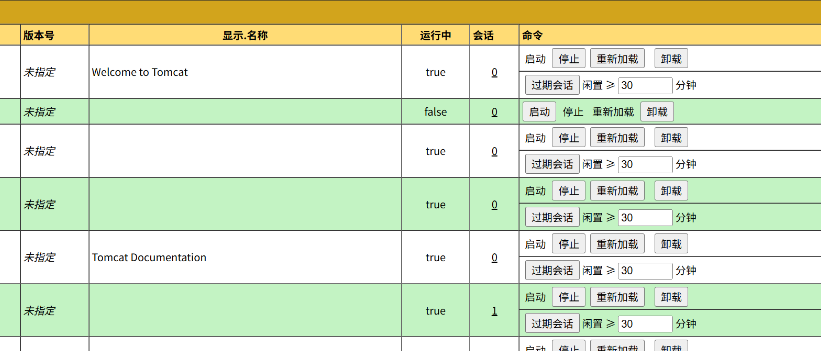 版本号 显示.名称 运行中 会话 命令
未指定 Welcome to Tomcat true 0 启动 停止 重新加载 卸载
过期会话 闲置 ≥ 30 分钟
未指定 false 0 启动 停止 重新加载 卸载
未指定 true 0 启动 停止 重新加载 卸载
过期会话 闲置 ≥ 30 分钟
未指定 true 0 启动 停止 重新加载 卸载
过期会话 闲置 ≥ 30 分钟
未指定 Tomcat Documentation true 0 启动 停止 重新加载 卸载
过期会话 闲置 ≥ 30 分钟
未指定 true 1 启动 停止 重新加载 卸载
过期会话 闲置 ≥ 30 分钟
启动 停止 重新加载 卸载